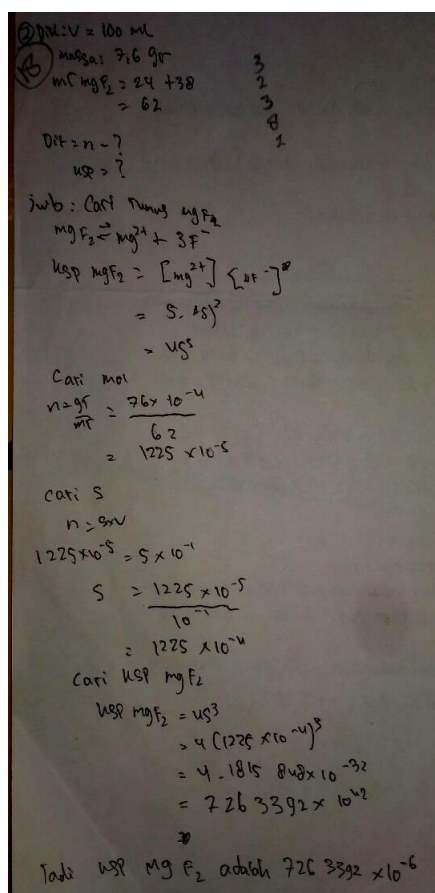 ② Dik : V = 100 ml
massa : 7,6 gr
mr mgF₂ = 24 + 38
= 62
3
2
3
8
2
Dit = n - ?
ksp = ?
jwb : Cari rumus mgF₂
mgF₂ ⇌ mg²⁺ + 3F⁻
ksp mgF₂ = [mg²⁺] [2F⁻]²
= S. (2s)²
= 4s³
Cari mol
n = gr/mr = 76 x 10⁻⁴ / 62
= 1225 x 10⁻⁵
cari S
n = s x v
1225 x 10⁻⁵ = S x 10⁻¹
S = 1225 x 10⁻⁵ / 10⁻¹
= 1225 x 10⁻⁴
Cari ksp mgF₂
ksp mgF₂ = 4s³
= 4 (1225 x 10⁻⁴)³
= 4 . 1815 848 x 10⁻³²
= 726 3392 x 10⁴²
Jadi ksp Mg F₂ adalah 726 3392 x 10⁻⁶